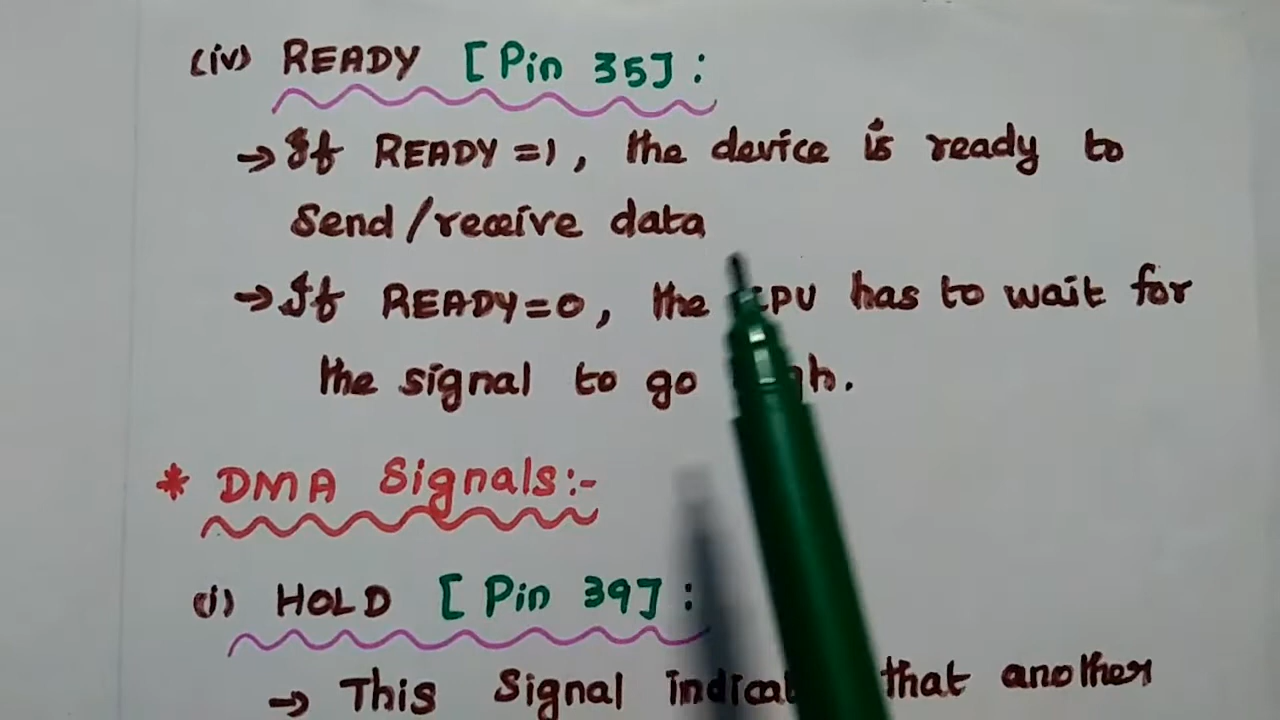 (iv) READY [Pin 35]:
→ If READY=1, the device is ready to
Send/receive data
→ If READY=0, the CPU has to wait for
the signal to go
* DMA Signals:-
(i) HOLD [Pin 39]:
→ This Signal that another